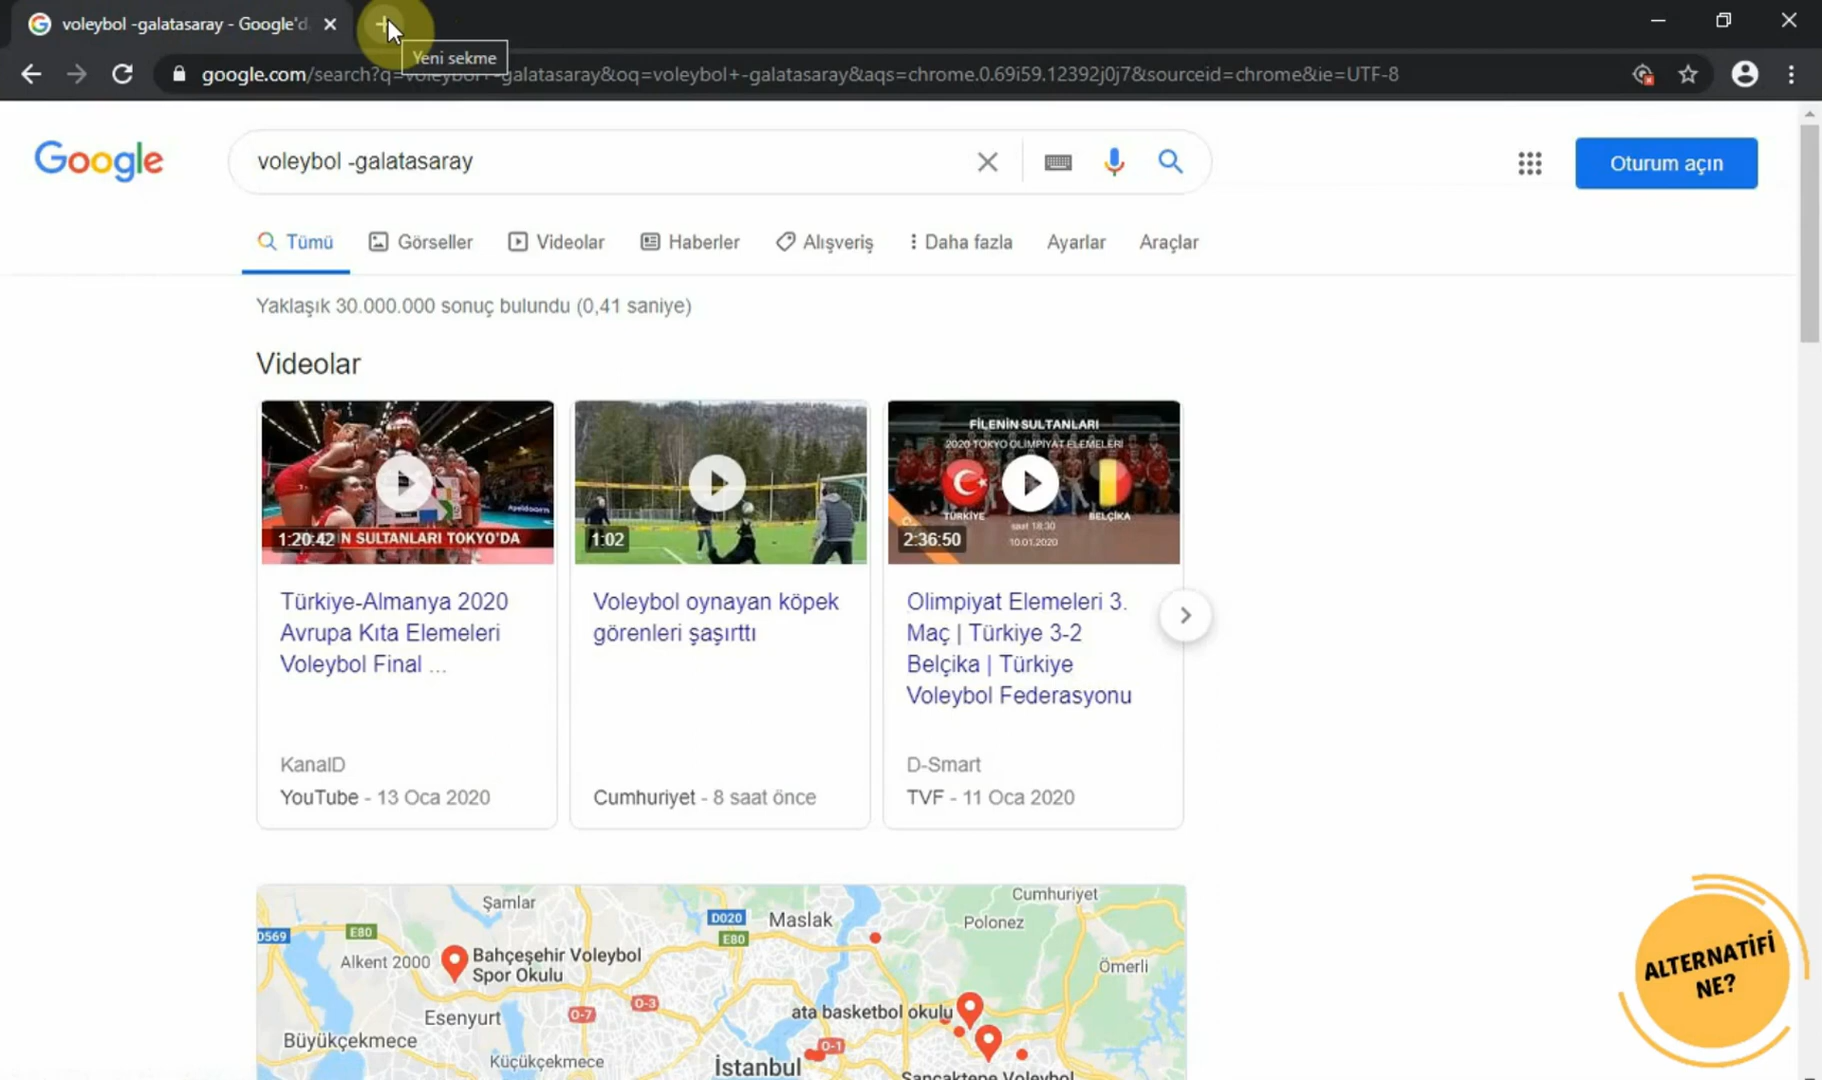 voleybol -galatasaray - Google'd
Yeni sekme
google.com/search?q=voleybol+-galatasaray&oq=voleybol+-galatasaray&aqs=chrome.0.69i59.12392j0j7&sourceid=chrome&ie=UTF-8
Google
voleybol -galatasaray
Oturum açın
Tümü
Görseller
Videolar
Haberler
Alışveriş
Daha fazla
Ayarlar
Araçlar
Yaklaşık 30.000.000 sonuç bulundu (0,41 saniye)
Videolar
Apeldoorn
1:20:42
N SULTANLARI TOKYO'DA
Türkiye-Almanya 2020
Avrupa Kıta Elemeleri
Voleybol Final ...
KanalD
YouTube - 13 Oca 2020
1:02
Voleybol oynayan köpek
görenleri şaşırttı
Cumhuriyet - 8 saat önce
FİLENİN SULTANLARI
2020 TOKYO OLİMPİYAT ELEMELERİ
TÜRKİYE
BELÇİKA
saat 18:30
10.01.2020
2:36:50
Olimpiyat Elemeleri 3.
Maç | Türkiye 3-2
Belçika | Türkiye
Voleybol Federasyonu
D-Smart
TVF - 11 Oca 2020
Şamlar
D020
Maslak
Cumhuriyet
Polonez
D569
E80
E80
Alkent 2000
Bahçeşehir Voleybol
Spor Okulu
Ömerli
O-3
ata basketbol okulu
Esenyurt
O-7
Büyükçekmece
O-1
Küçükçekmece
İstanbul
Sancaktepe Voleybol
ALTERNATİFİ
NE?